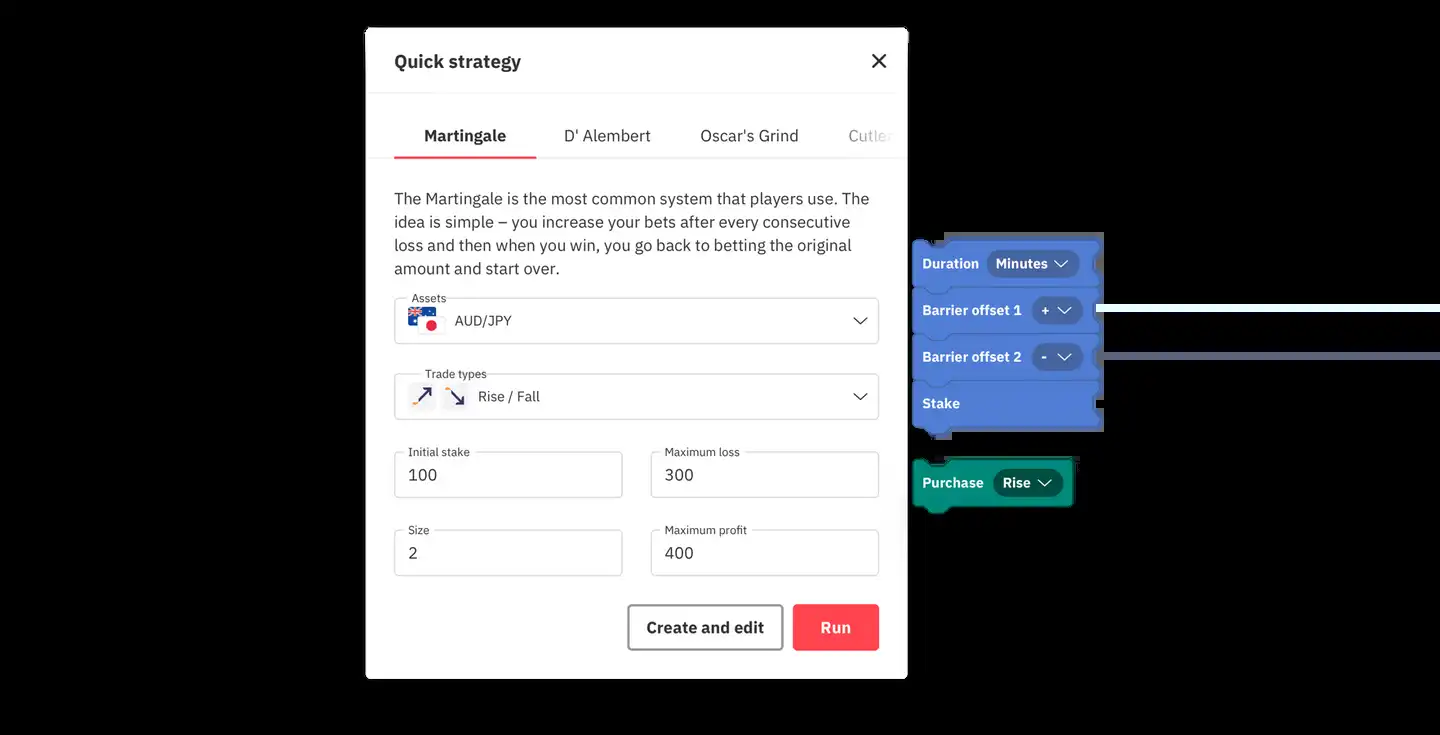 Quick strategy
Martingale D' Alembert Oscar's Grind
The Martingale is the most common system that players use. The
idea is simple – you increase your bets after every consecutive
loss and then when you win, you go back to betting the original
amount and start over.
Assets
AUD/JPY
Trade types
Rise / Fall
Initial stake Maximum loss
100 300
Size Maximum profit
2 400
Create and edit Run
Duration Minutes
Barrier offset 1 +
Barrier offset 2 -
Stake
Purchase Rise